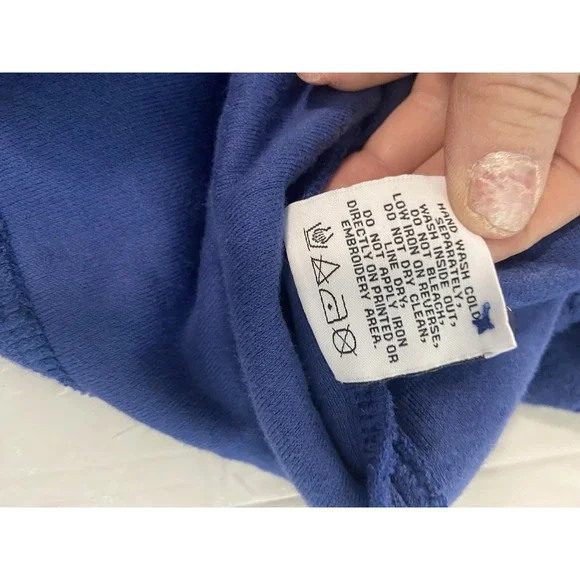 HAND WASH COLD
SEPARATELY,
WASH INSIDE OUT,
DO NOT BLEACH,
LOW IRON ON REVERSE,
DO NOT DRY CLEAN,
LINE DRY.
DO NOT APPLY IRON
DIRECTLY ON PRINTED OR
EMBROIDERY AREA.